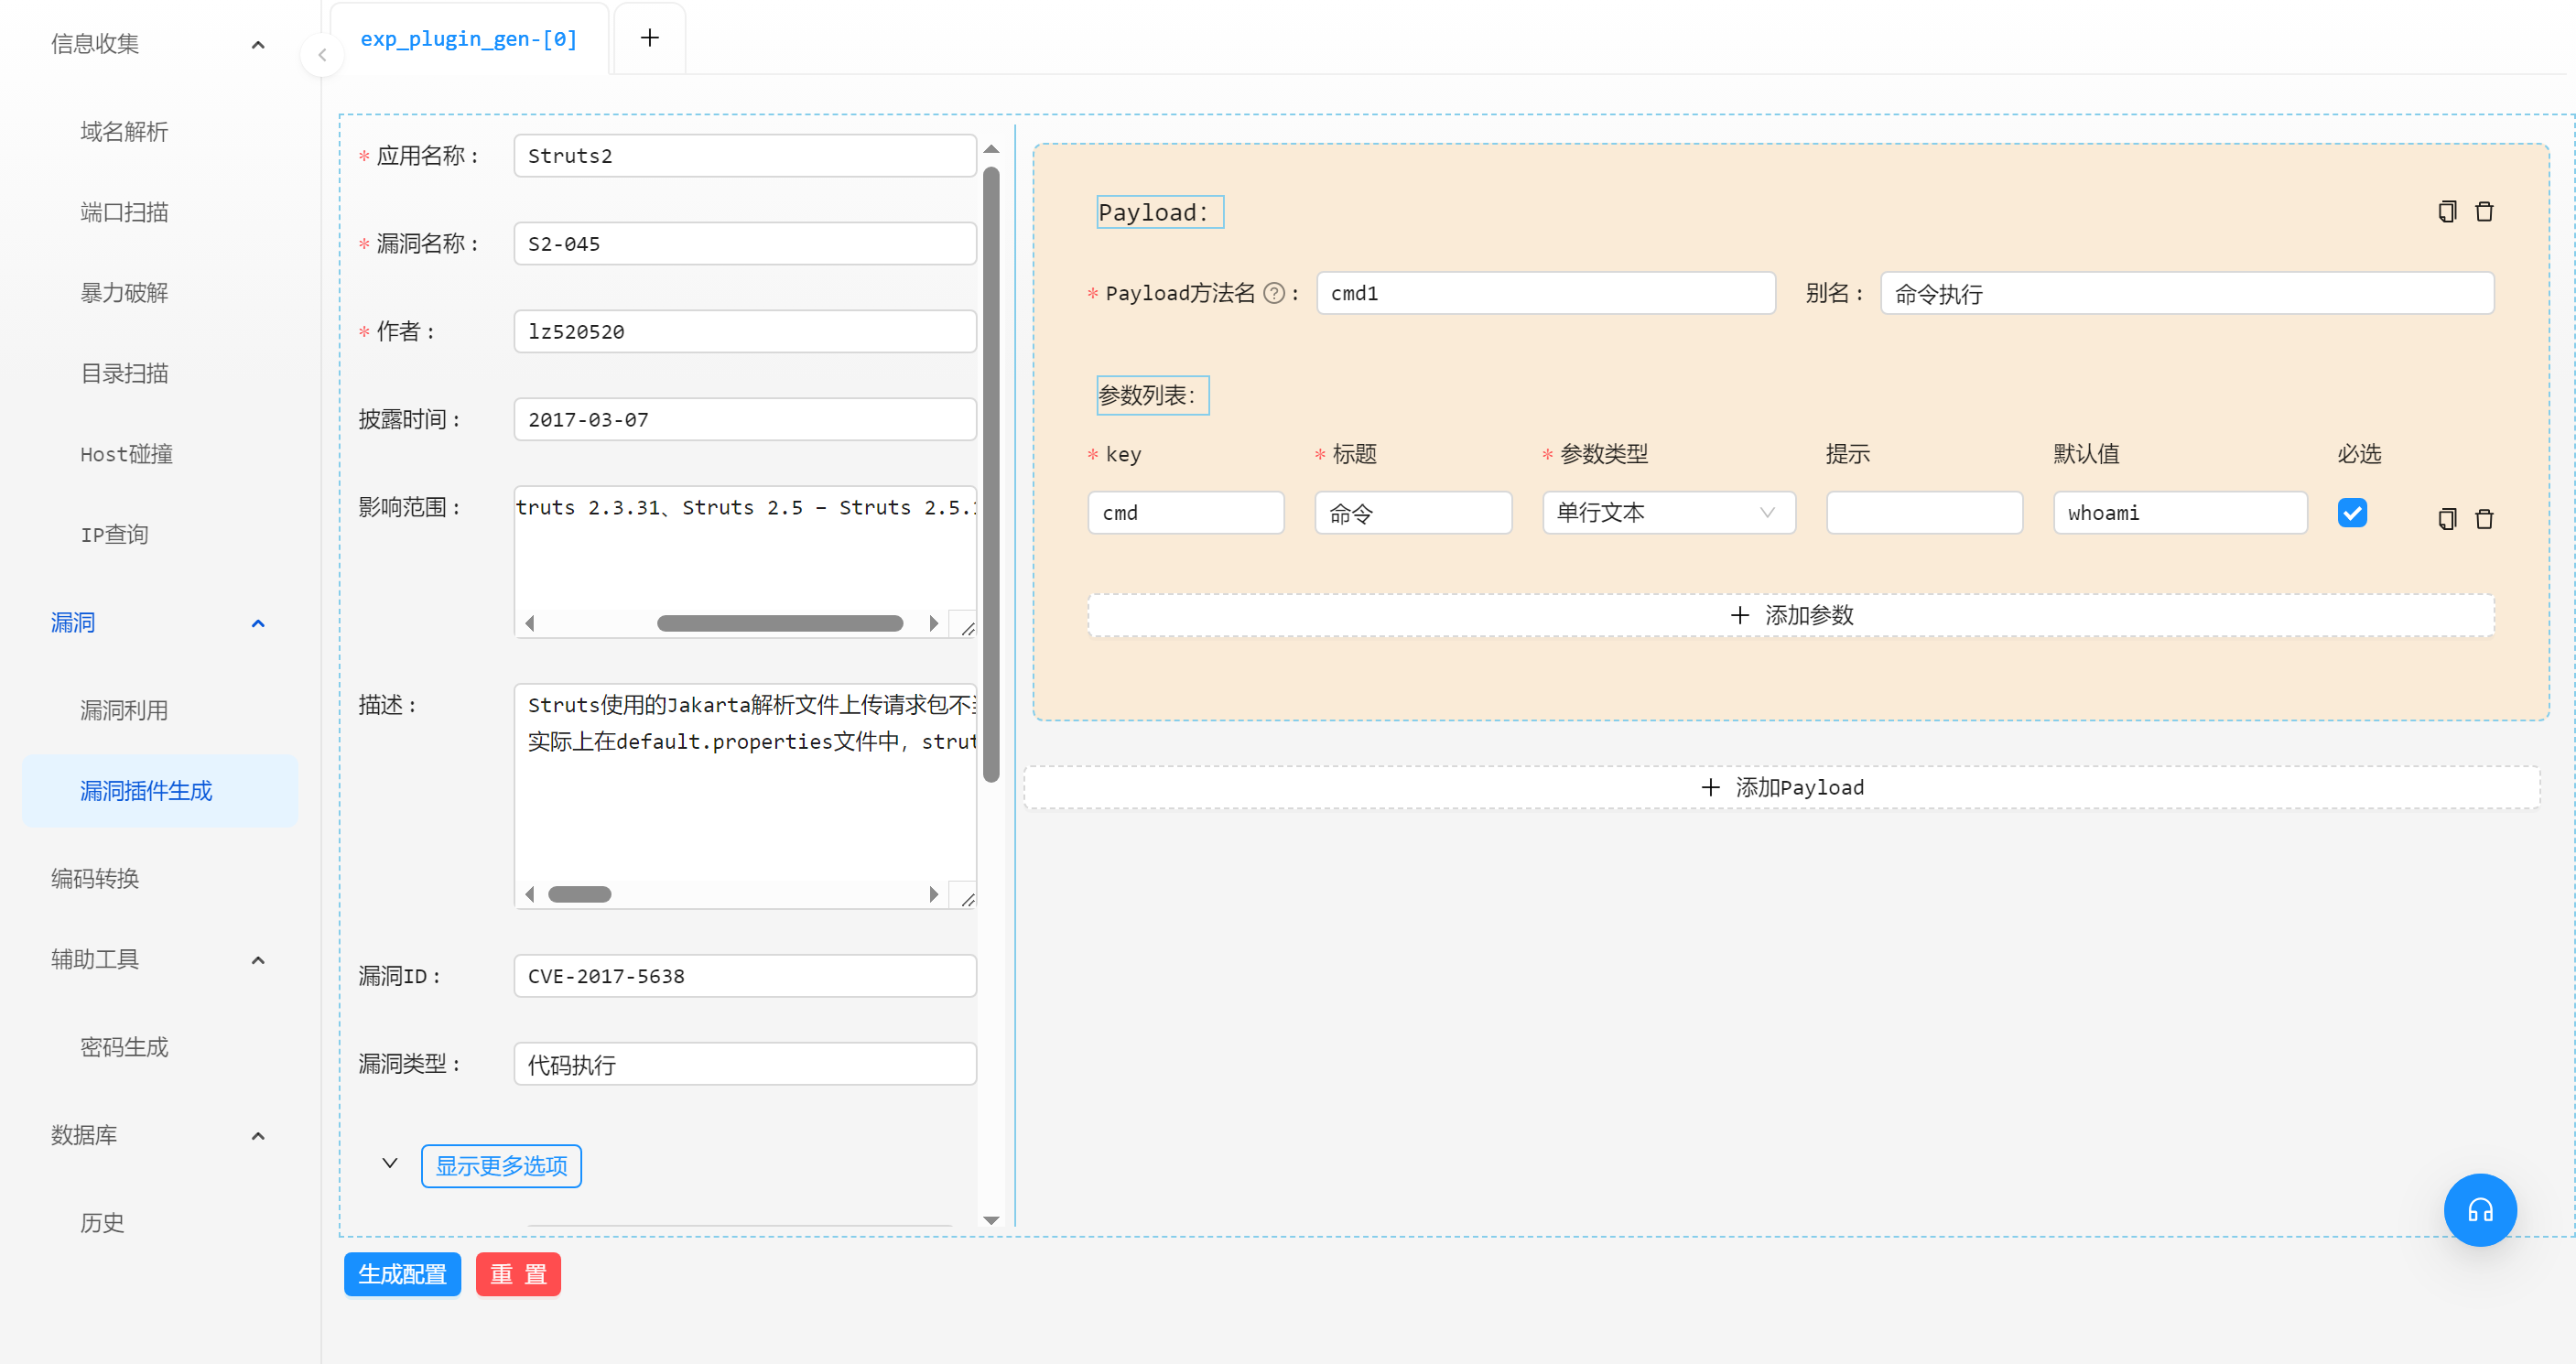 信息收集
域名解析
端口扫描
暴力破解
目录扫描
Host碰撞
IP查询
漏洞
漏洞利用
漏洞插件生成
编码转换
辅助工具
密码生成
数据库
历史
exp_plugin_gen-[0]
* 应用名称: Struts2
* 漏洞名称: S2-045
* 作者: lz520520
披露时间: 2017-03-07
影响范围: truts 2.3.31、Struts 2.5 – Struts 2.5.
描述: Struts使用的Jakarta解析文件上传请求包不
实际上在default.properties文件中，strut
漏洞ID: CVE-2017-5638
漏洞类型: 代码执行
显示更多选项
生成配置 重 置
Payload:
* Payload方法名 ? : cmd1 别名: 命令执行
参数列表:
* key * 标题 * 参数类型 提示 默认值 必选
cmd 命令 单行文本 whoami
+ 添加参数
+ 添加Payload